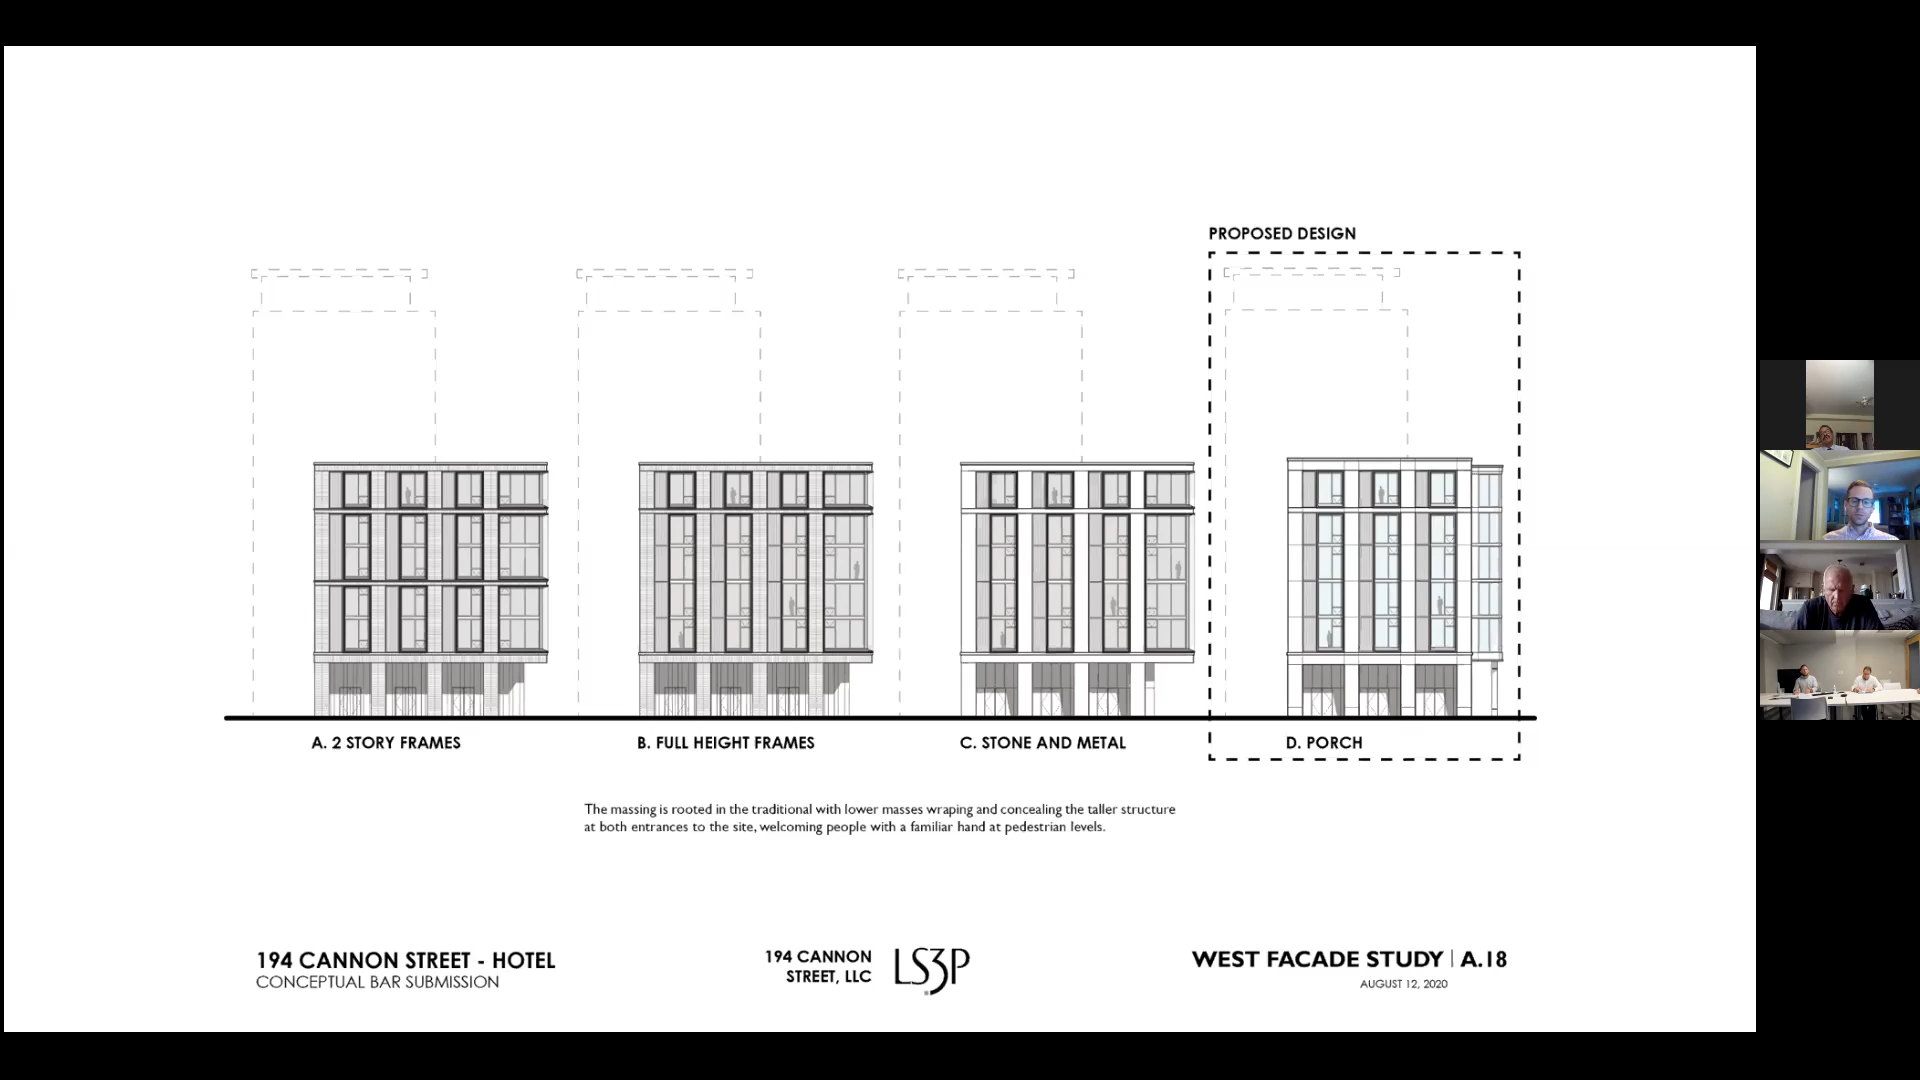 PROPOSED DESIGN
A. 2 STORY FRAMES
B. FULL HEIGHT FRAMES
C. STONE AND METAL
D. PORCH
The massing is rooted in the traditional with lower masses wraping and concealing the taller structure
at both entrances to the site, welcoming people with a familiar hand at pedestrian levels.
194 CANNON STREET - HOTEL
CONCEPTUAL BAR SUBMISSION
194 CANNON
STREET, LLC
LS3P
WEST FACADE STUDY | A.18
AUGUST 12, 2020